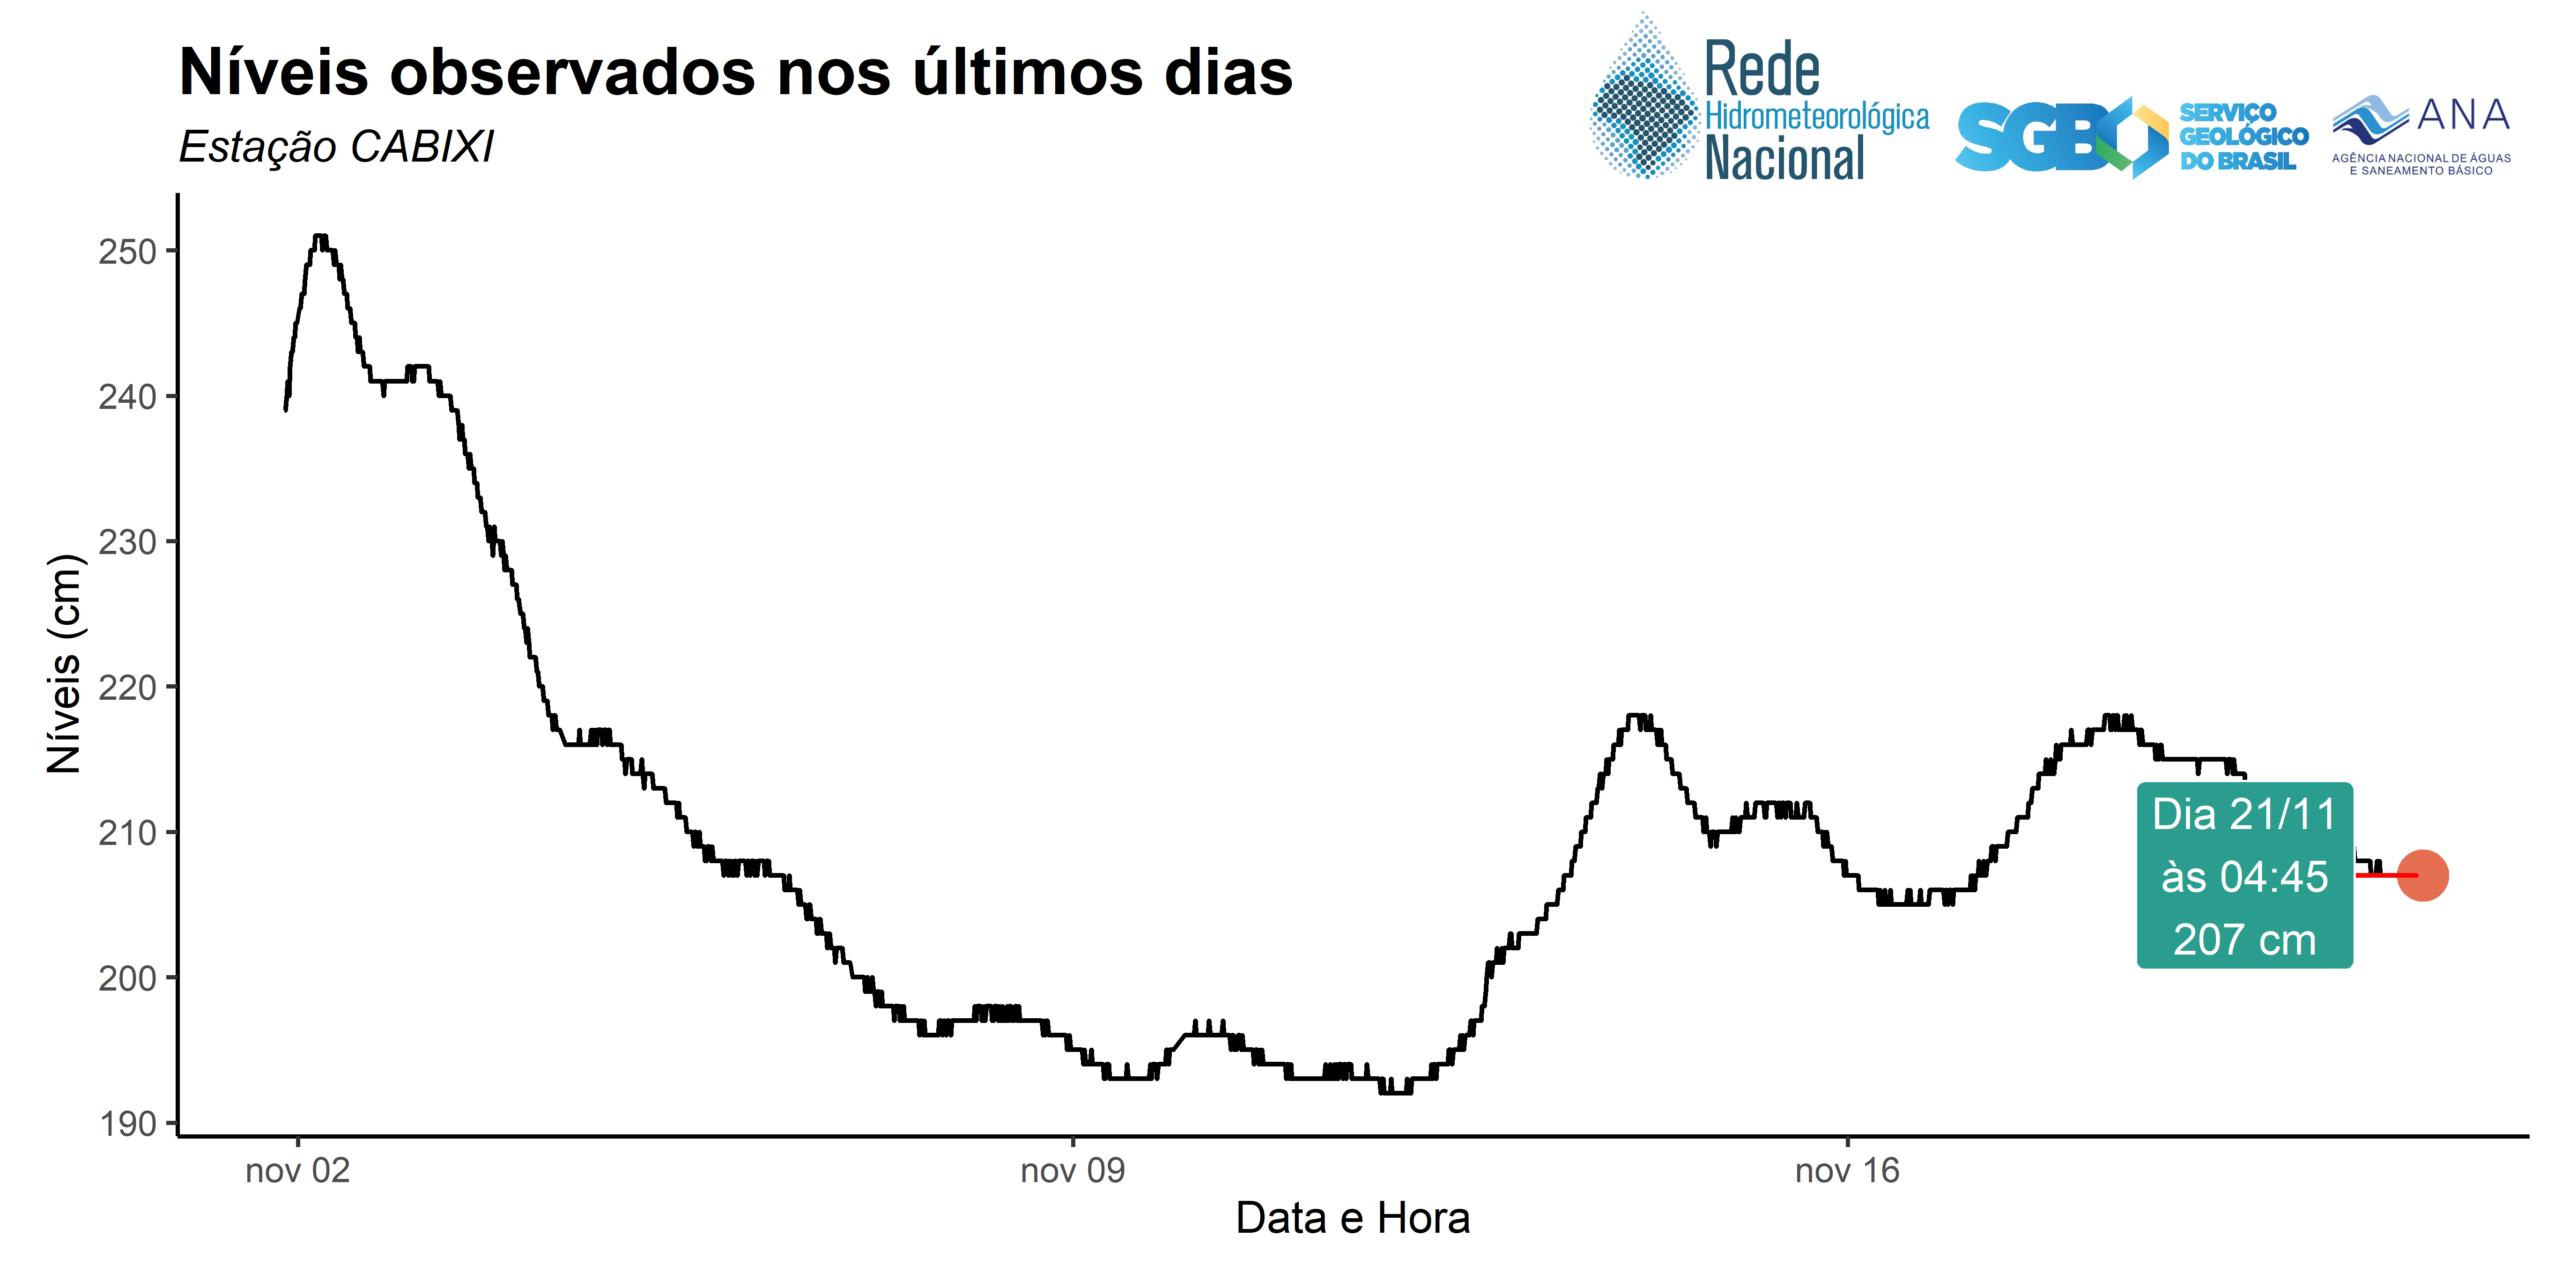 Níveis observados nos últimos dias
Estação CABIXI
Rede
Hidrometeorológica
Nacional
SGB
SERVIÇO
GEOLÓGICO
DO BRASIL
ANA
AGÊNCIA NACIONAL DE ÁGUAS
E SANEAMENTO BÁSICO
Níveis (cm)
250
240
230
220
210
200
190
Dia 21/11
às 04:45
207 cm
nov 02
nov 09
nov 16
Data e Hora